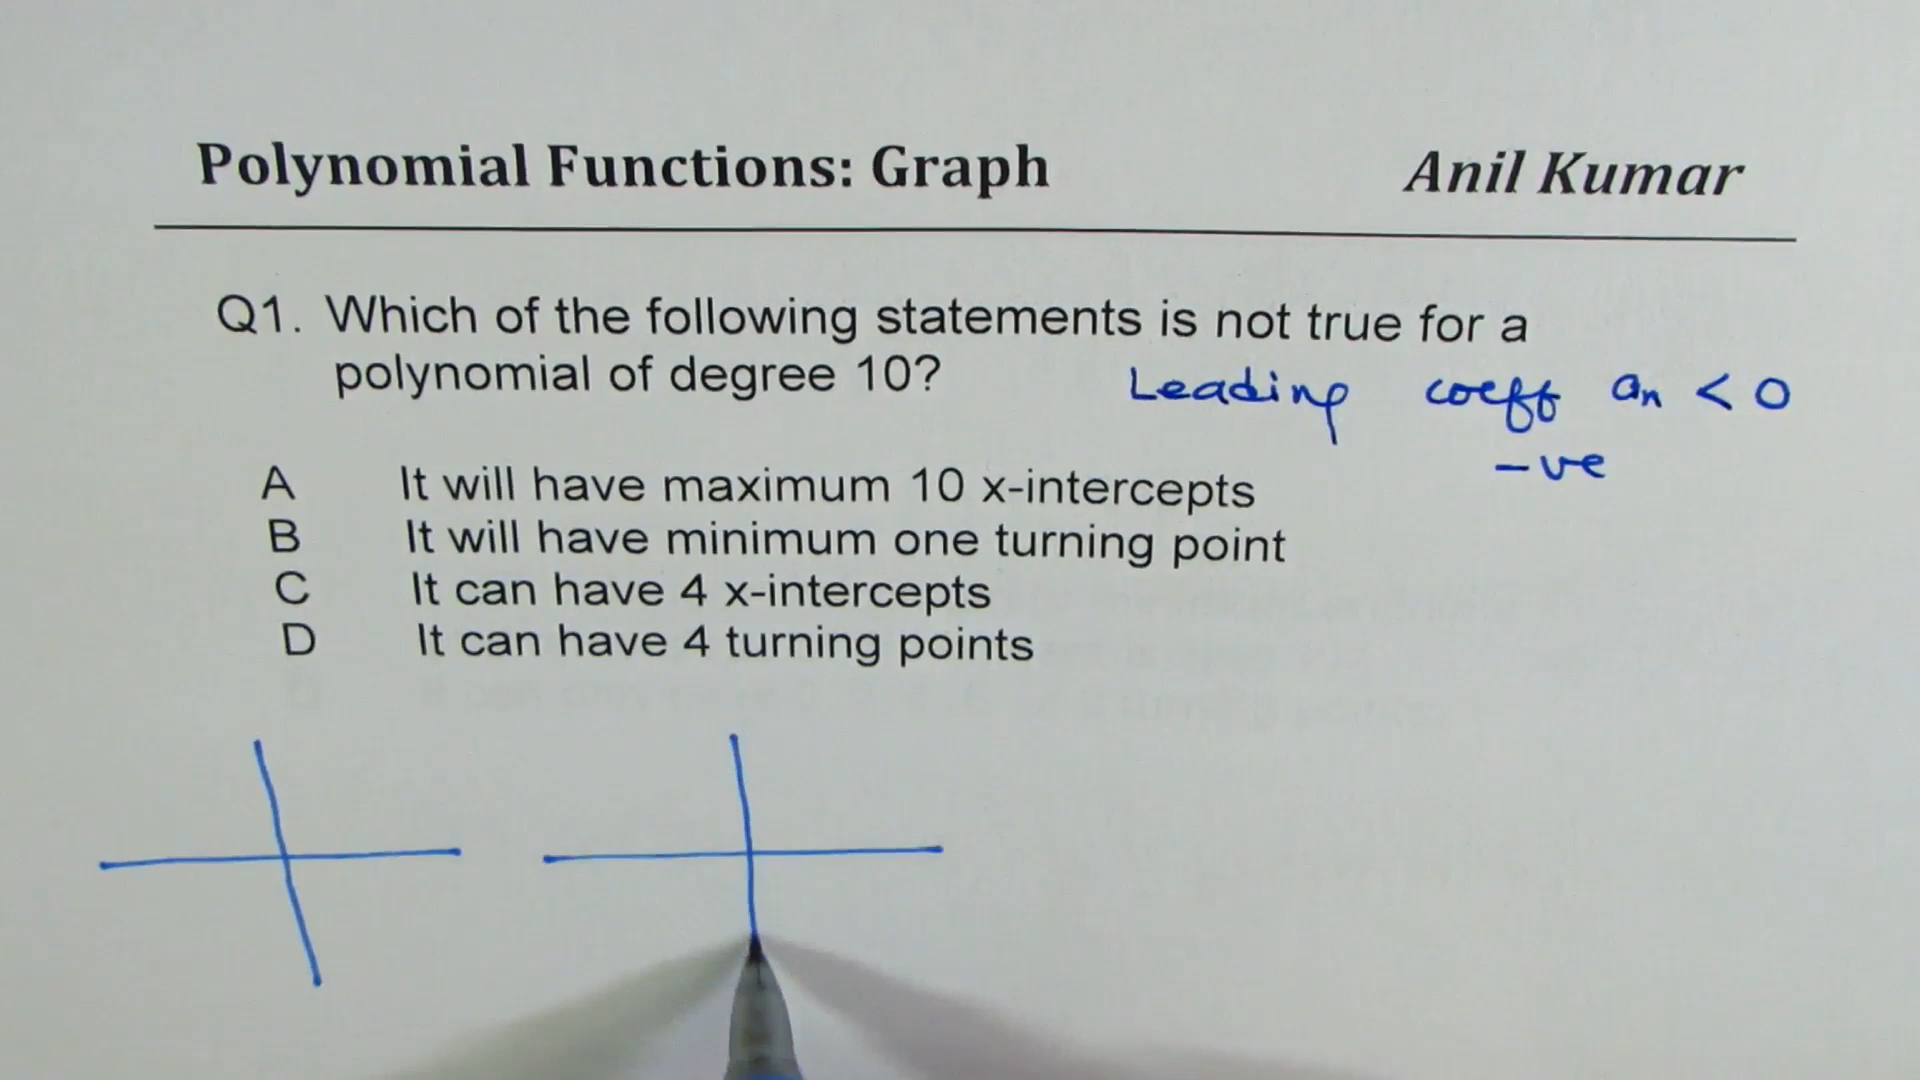 Polynomial Functions: Graph Anil Kumar
Q1. Which of the following statements is not true for a
polynomial of degree 10? Leading coeff an < 0
-ve
A It will have maximum 10 x-intercepts
B It will have minimum one turning point
C It can have 4 x-intercepts
D It can have 4 turning points